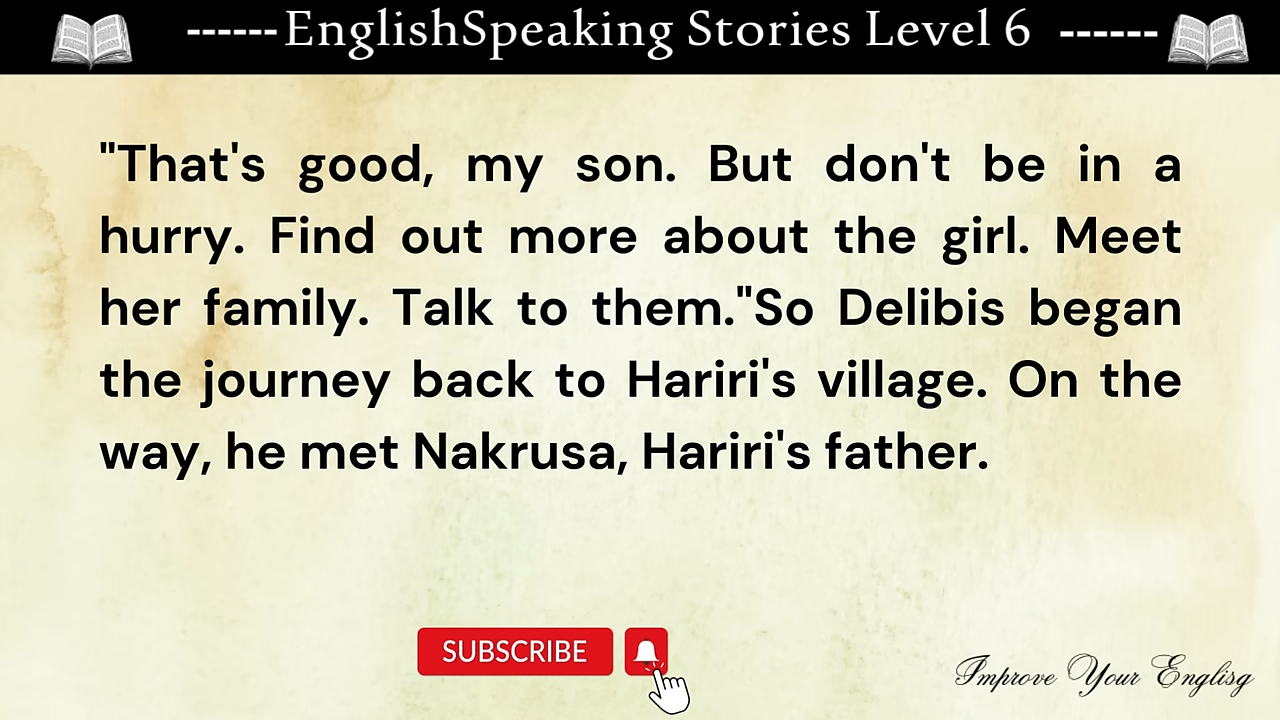 ------EnglishSpeaking Stories Level 6 ------
"That's good, my son. But don't be in a
hurry. Find out more about the girl. Meet
her family. Talk to them."So Delibis began
the journey back to Hariri's village. On the
way, he met Nakrusa, Hariri's father.
SUBSCRIBE
Improve Your Englisg